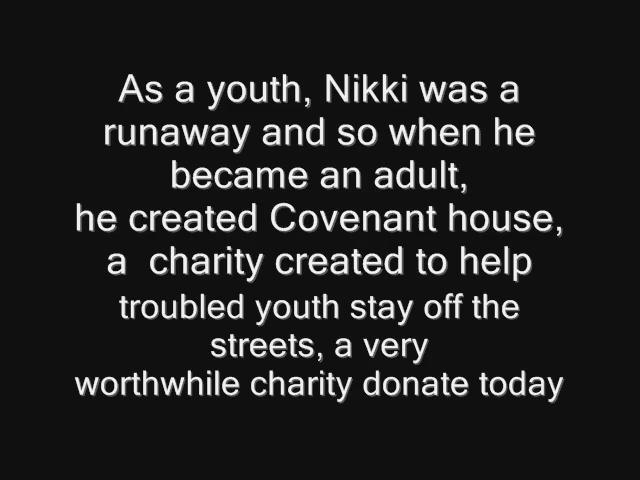 As a youth, Nikki was a
runaway and so when he
became an adult,
he created Covenant house,
a  charity created to help
troubled youth stay off the
streets, a very
worthwhile charity donate today